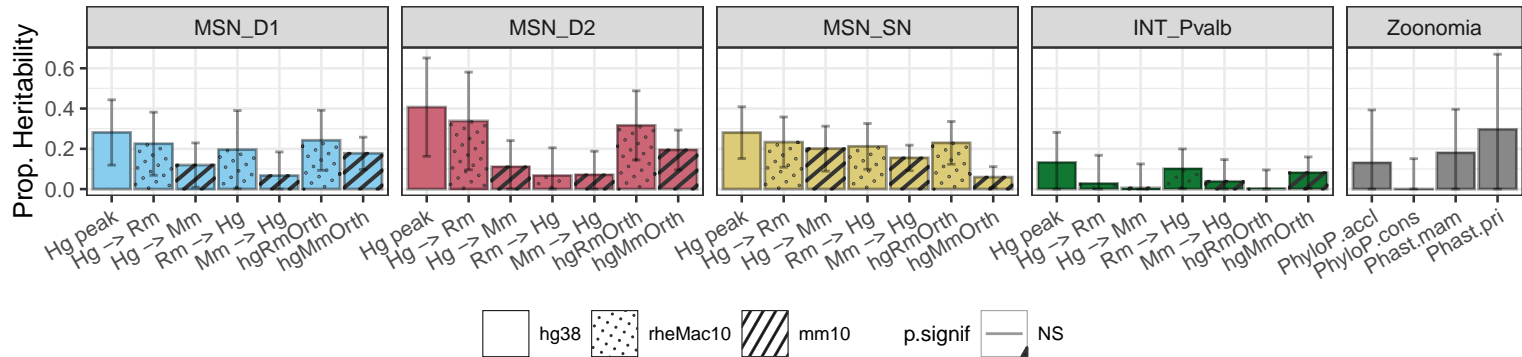 MSN_D1 MSN_D2 MSN_SN INT_Pvalb Zoonomia
Prop. Heritability
0.6
0.4
0.2
0.0
Hg peak Hg −> Rm Hg −> Mm Rm −> Hg Mm −> Hg hgRmOrth hgMmOrth Hg peak Hg −> Rm Hg −> Mm Rm −> Hg Mm −> Hg hgRmOrth hgMmOrth Hg peak Hg −> Rm Hg −> Mm Rm −> Hg Mm −> Hg hgRmOrth hgMmOrth Hg peak Hg −> Rm Hg −> Mm Rm −> Hg Mm −> Hg hgRmOrth hgMmOrth PhyloP.accl PhyloP.cons Phast.mam Phast.pri
hg38 rheMac10 mm10 p.signif NS